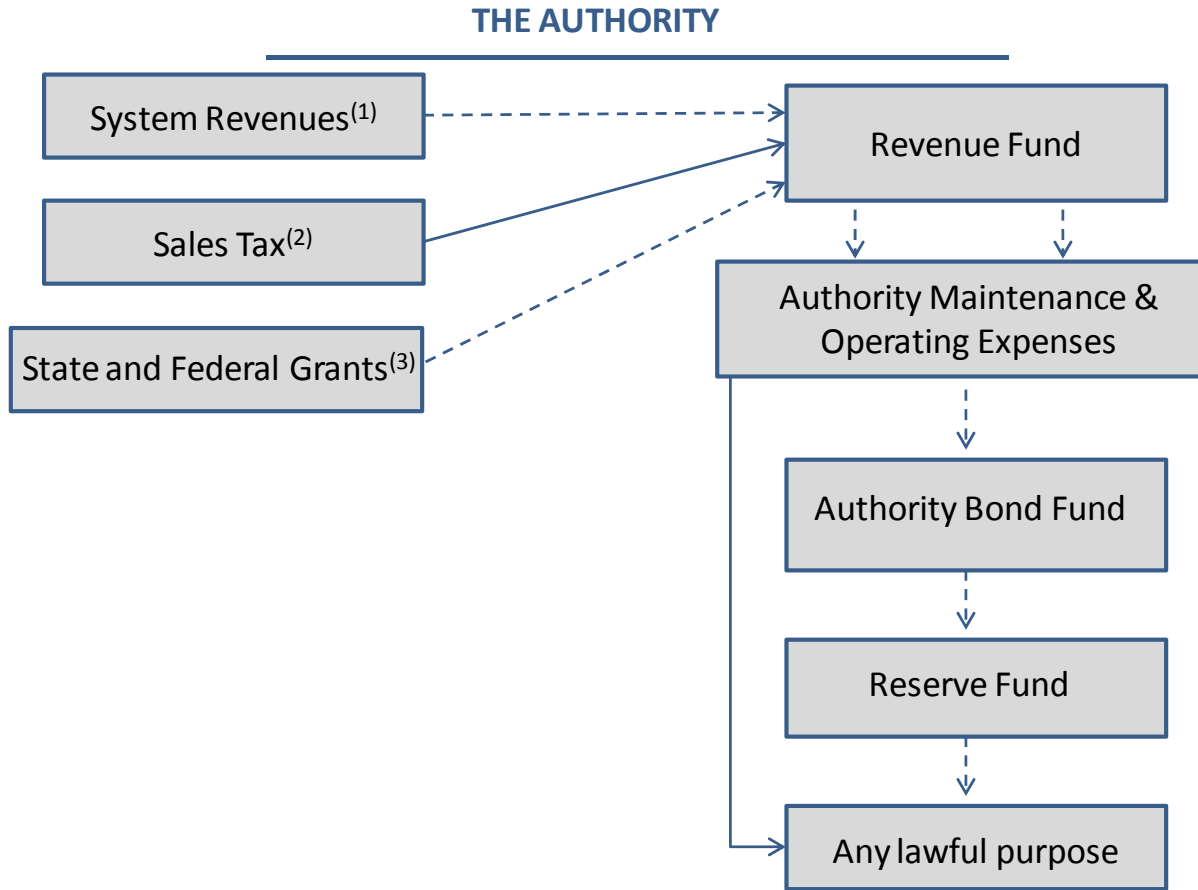 THE AUTHORITY
System Revenues(1)
Revenue Fund
Sales Tax(2)
Authority Maintenance &
Operating Expenses
State and Federal Grants(3)
Authority Bond Fund
Reserve Fund
Any lawful purpose